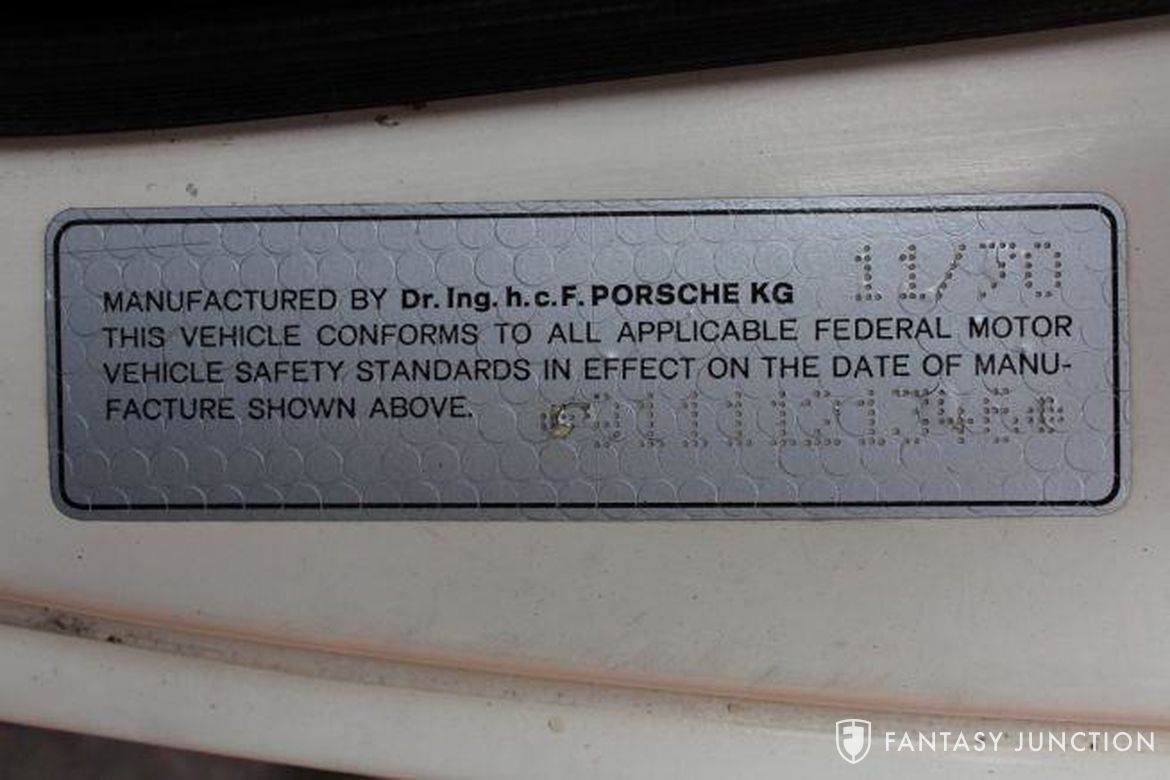 11/70
MANUFACTURED BY Dr. Ing. h.c.F. PORSCHE KG
THIS VEHICLE CONFORMS TO ALL APPLICABLE FEDERAL MOTOR
VEHICLE SAFETY STANDARDS IN EFFECT ON THE DATE OF MANU-
FACTURE SHOWN ABOVE.
FANTASY JUNCTION